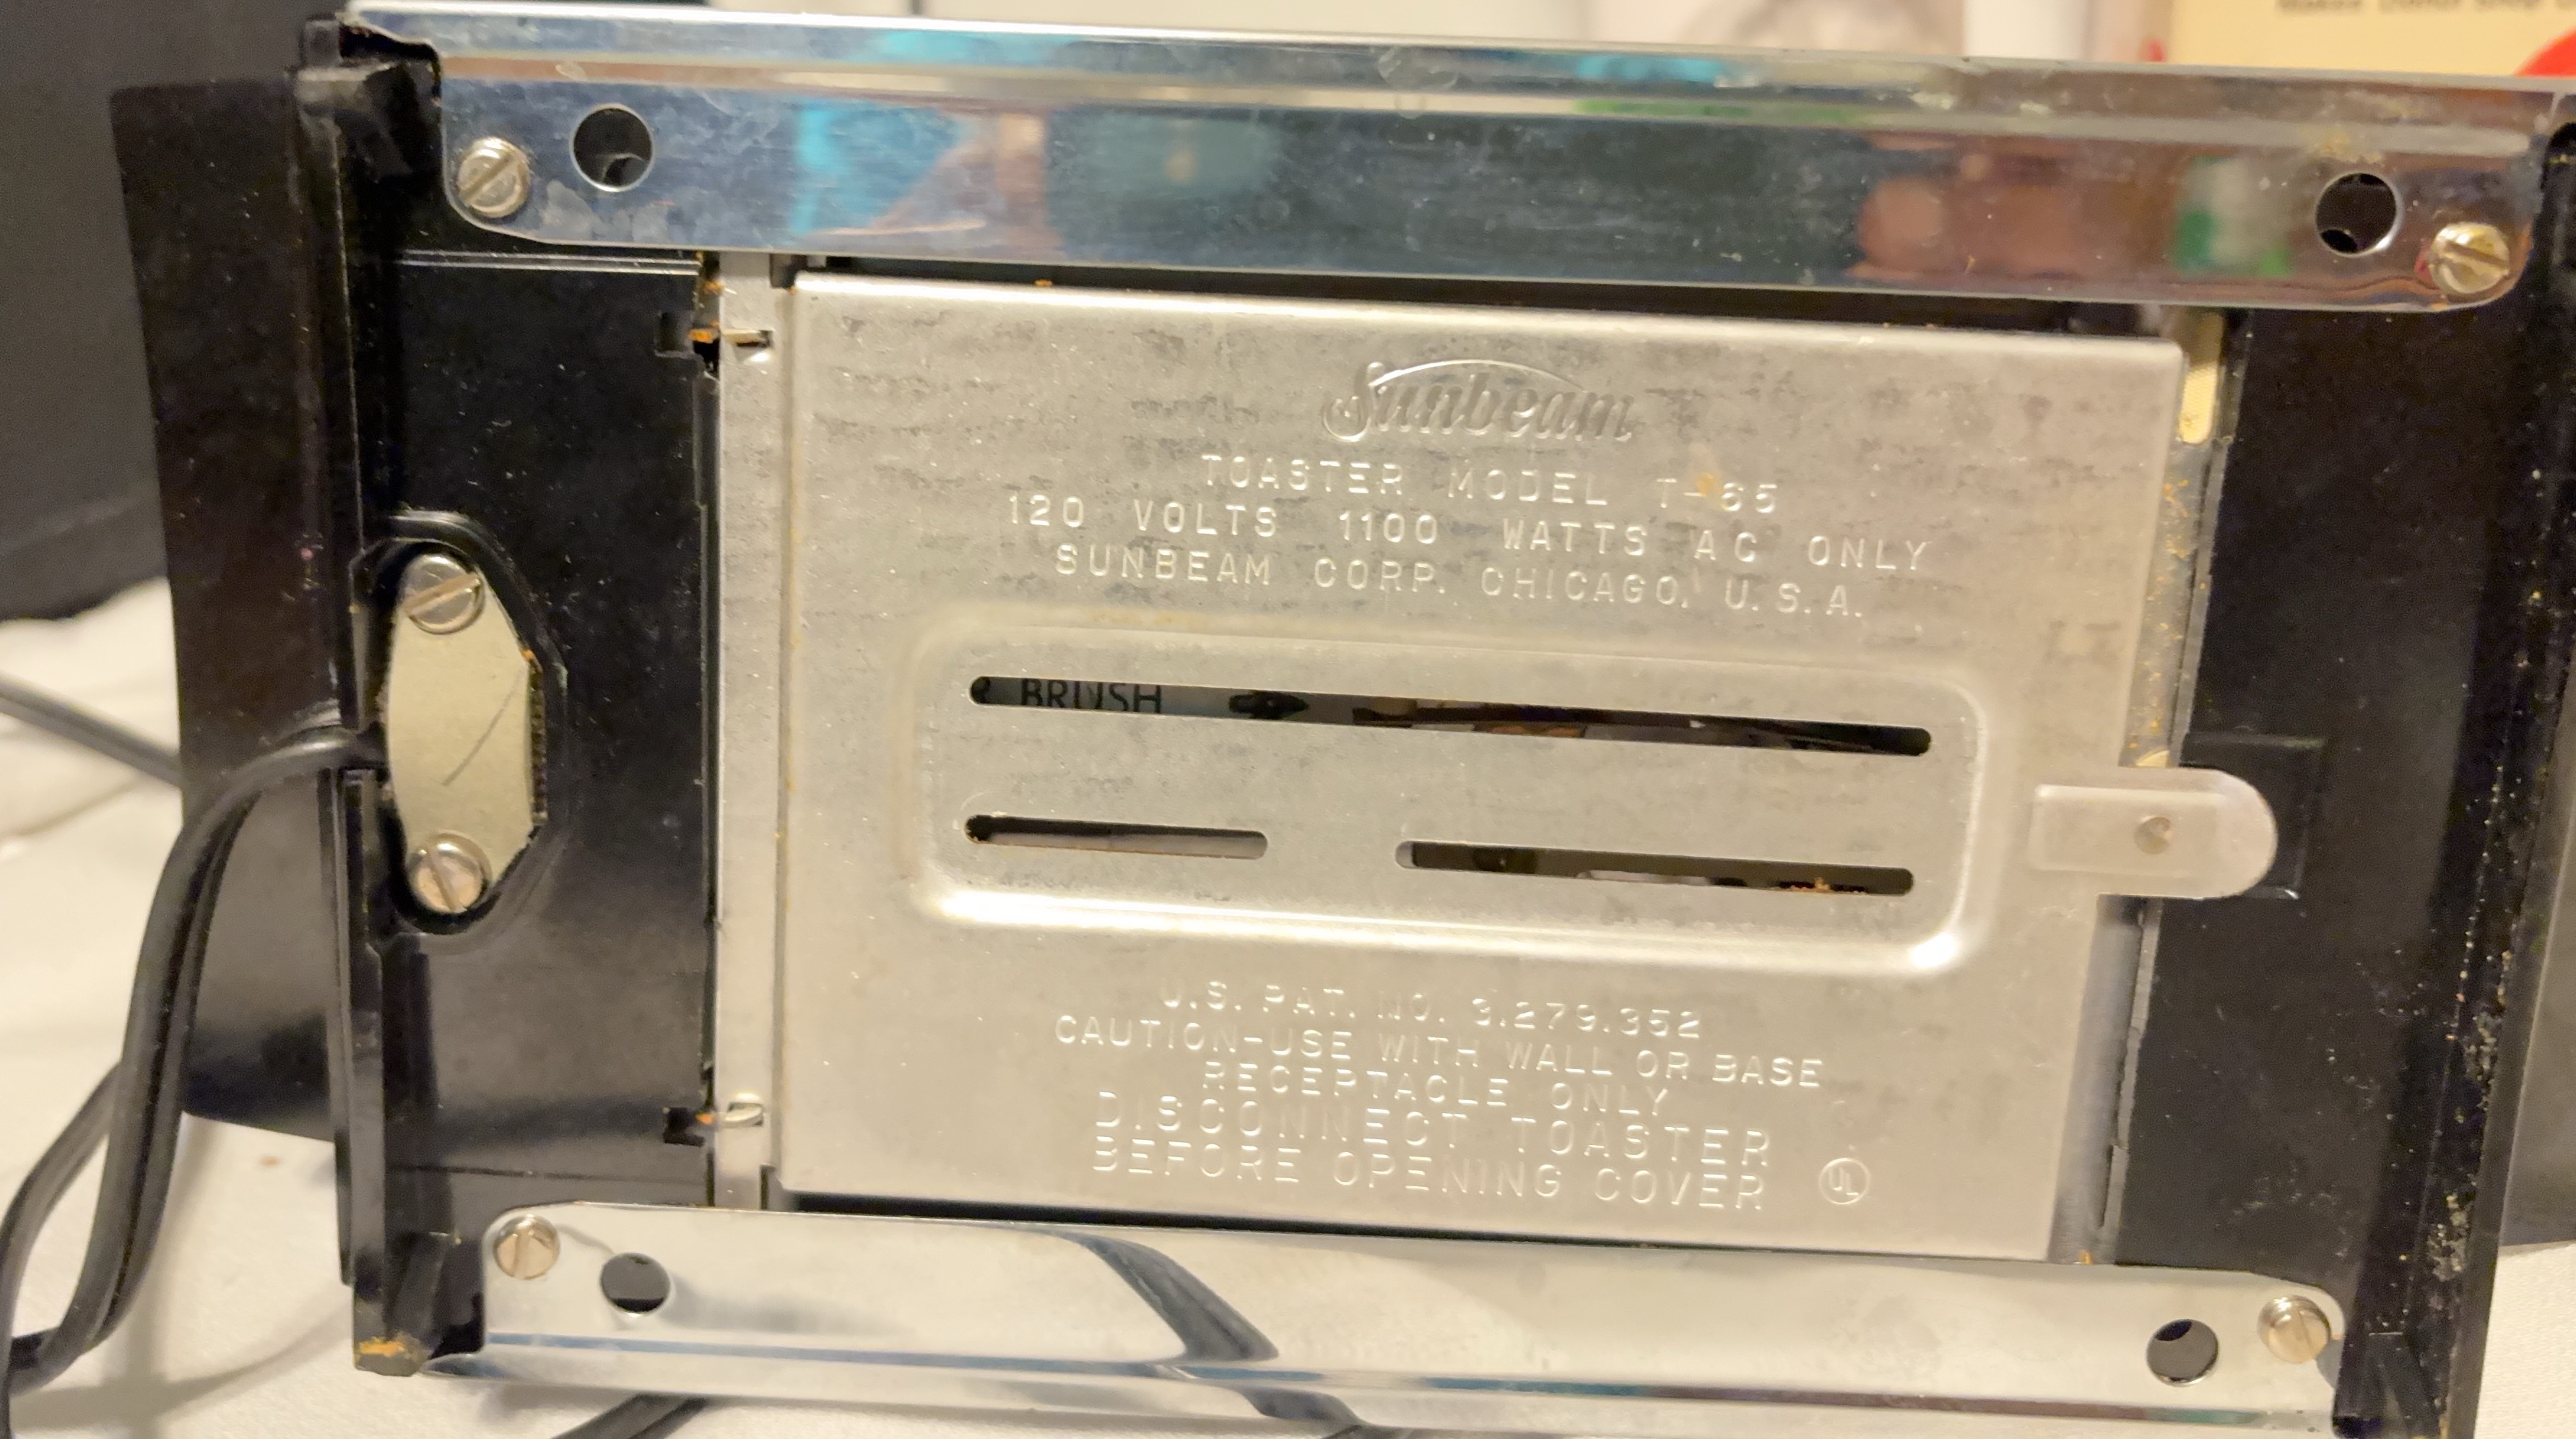 Sunbeam
TOASTER MODEL T-65
120 VOLTS 1100 WATTS AC ONLY
SUNBEAM CORP. CHICAGO, U.S.A.
BRUSH
U.S. PAT. NO. 3.279.352
CAUTION-USE WITH WALL OR BASE
RECEPTACLE ONLY
DISCONNECT TOASTER
BEFORE OPENING COVER
UL